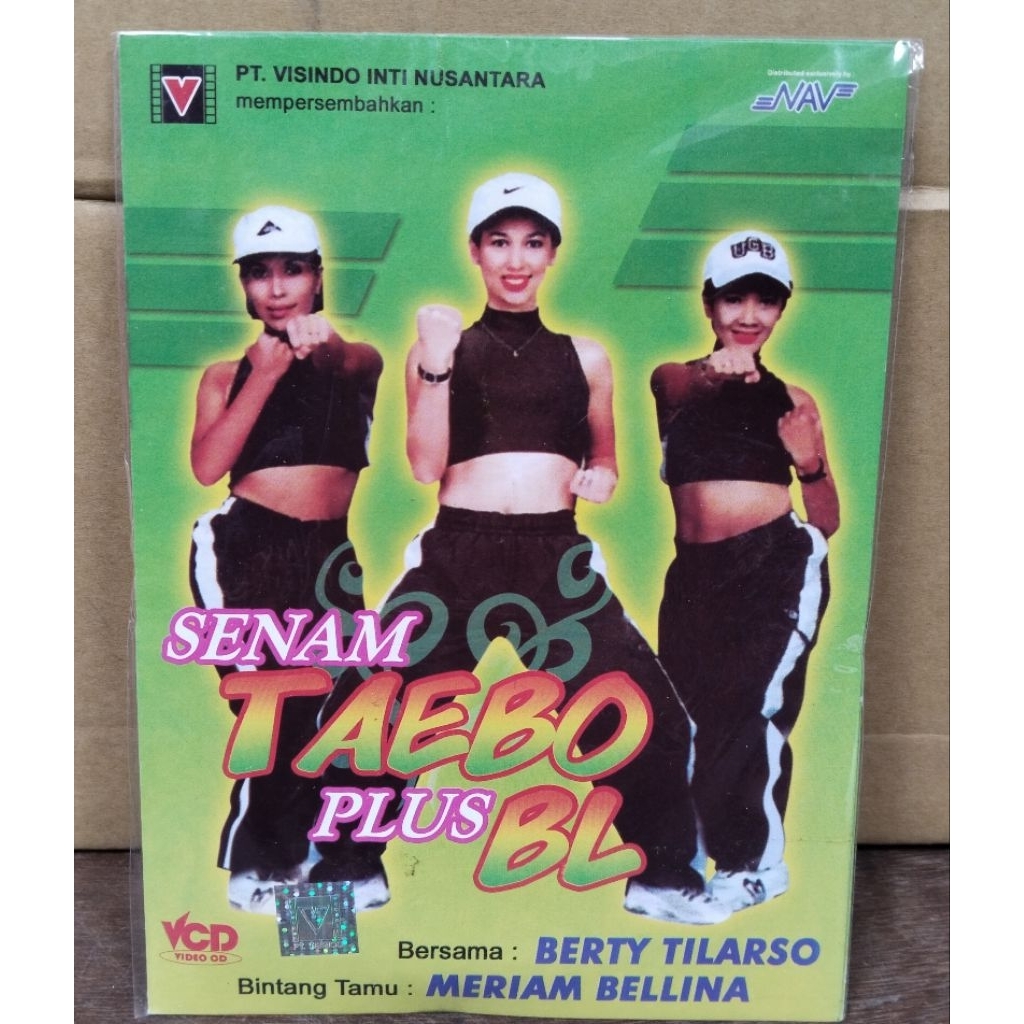 PT. VISINDO INTI NUSANTARA
mempersembahkan :
Distributed exclusively by
NAV
UCB
SENAM
TAEBO
PLUS BL
VCD
VIDEO CD
Bersama : BERTY TILARSO
Bintang Tamu : MERIAM BELLINA